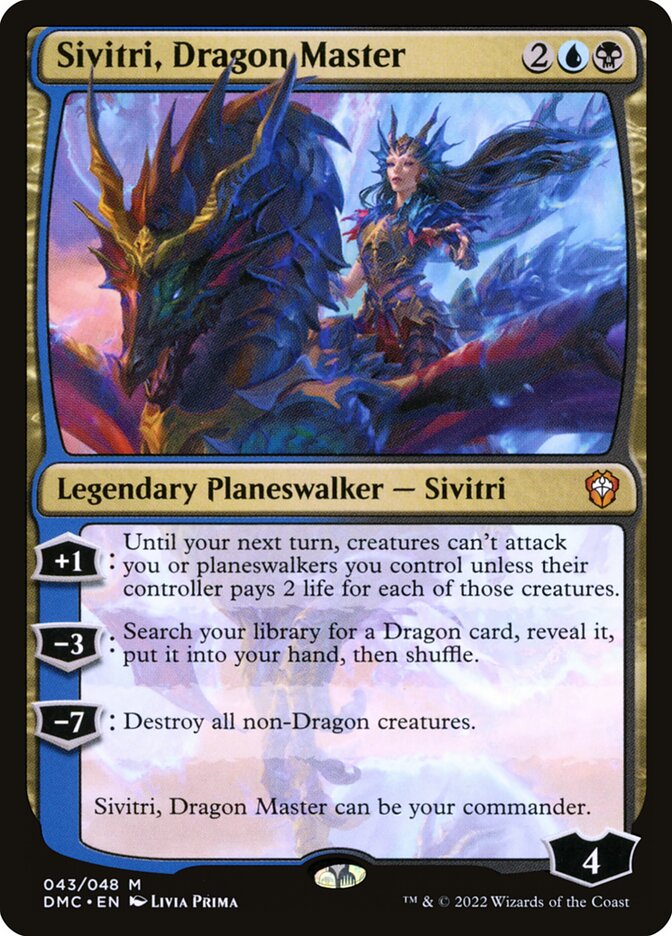 Sivitri, Dragon Master 2
Legendary Planeswalker — Sivitri
+1: Until your next turn, creatures can't attack
you or planeswalkers you control unless their
controller pays 2 life for each of those creatures.
−3: Search your library for a Dragon card, reveal it,
put it into your hand, then shuffle.
−7: Destroy all non-Dragon creatures.
Sivitri, Dragon Master can be your commander.
4
043/048 M
DMC • EN Livia Prima
™ & © 2022 Wizards of the Coast